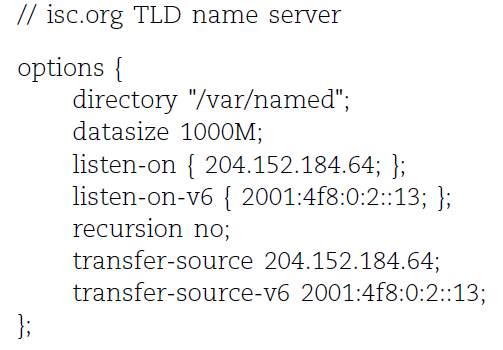 // isc.org TLD name server
options {
directory "/var/named";
datasize 1000M;
listen-on { 204.152.184.64; };
listen-on-v6 { 2001:4f8:0:2::13; };
recursion no;
transfer-source 204.152.184.64;
transfer-source-v6 2001:4f8:0:2::13;
};